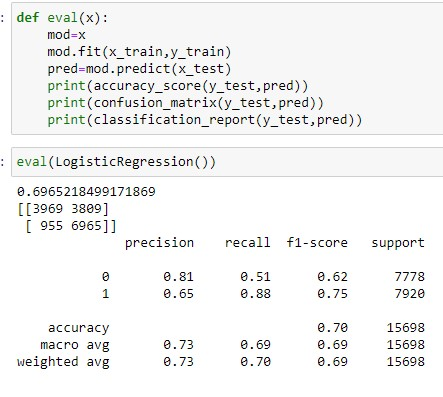 : def eval(x):
mod=x
mod.fit(x_train,y_train)
pred=mod.predict(x_test)
print(accuracy_score(y_test,pred))
print(confusion_matrix(y_test,pred))
print(classification_report(y_test,pred))
: eval(LogisticRegression())
0.6965218499171869
[[3969 3809]
[ 955 6965]]
precision recall f1-score support
0 0.81 0.51 0.62 7778
1 0.65 0.88 0.75 7920
accuracy 0.70 15698
macro avg 0.73 0.69 0.69 15698
weighted avg 0.73 0.70 0.69 15698